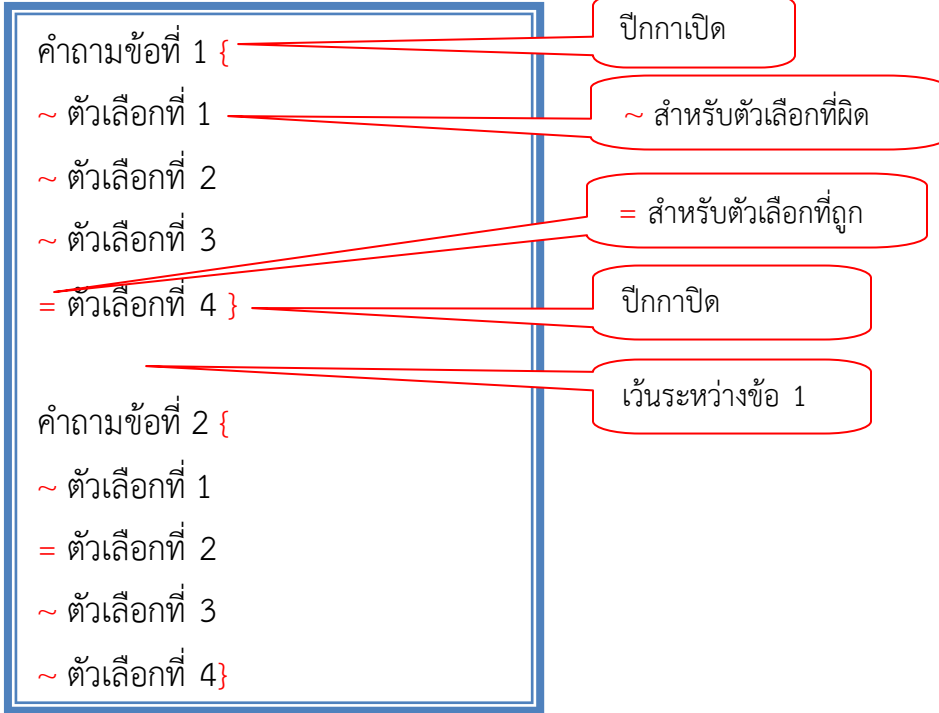 คำถามข้อที่ 1 {
ปีกกาเปิด
~ ตัวเลือกที่ 1
~ สำหรับตัวเลือกที่ผิด
~ ตัวเลือกที่ 2
~ ตัวเลือกที่ 3
= สำหรับตัวเลือกที่ถูก
= ตัวเลือกที่ 4 }
ปีกกาปิด
เว้นระหว่างข้อ 1
คำถามข้อที่ 2 {
~ ตัวเลือกที่ 1
= ตัวเลือกที่ 2
~ ตัวเลือกที่ 3
~ ตัวเลือกที่ 4}